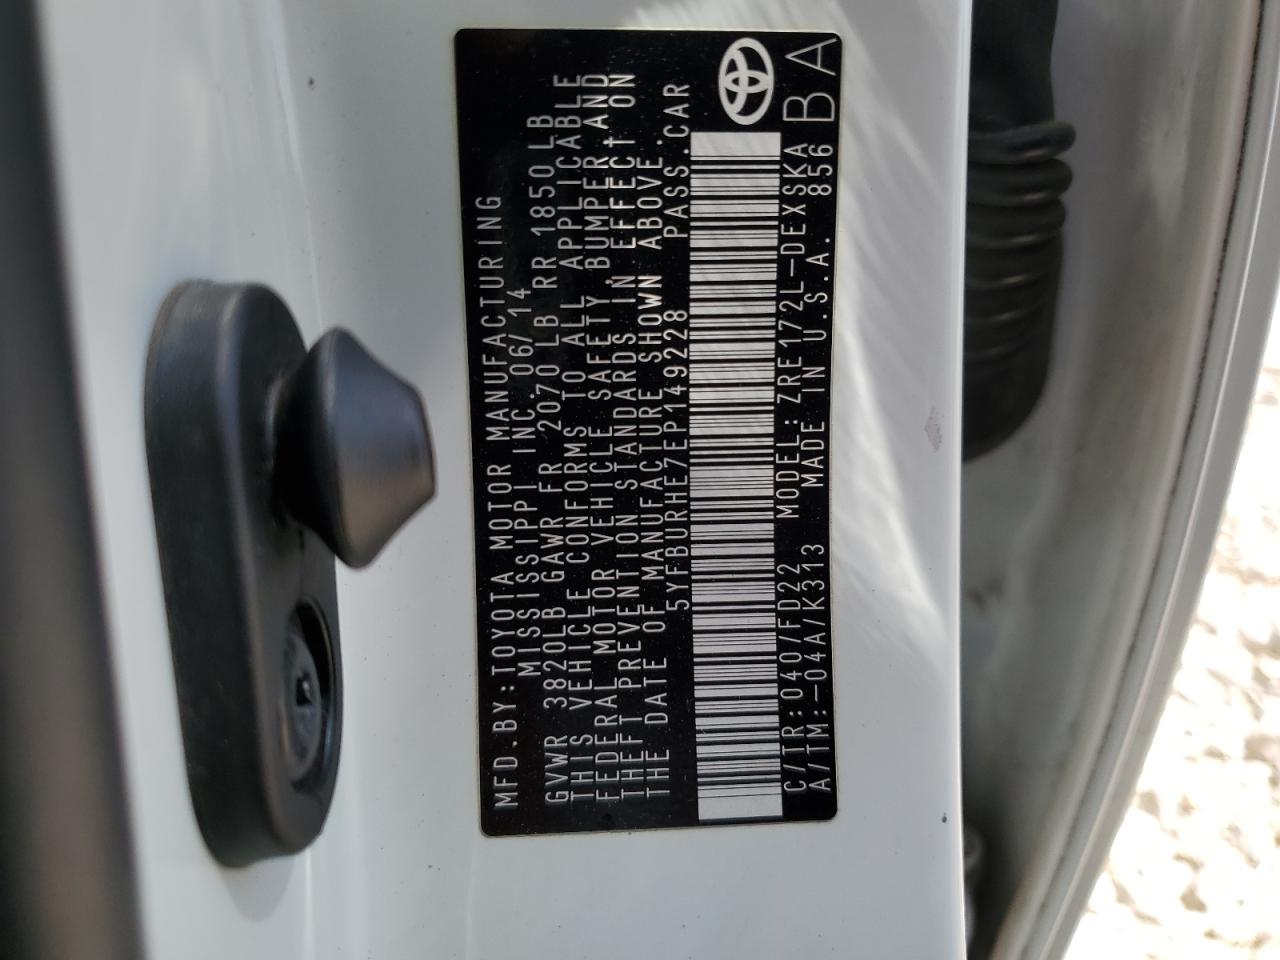 MFD.BY:TOYOTA MOTOR MANUFACTURING
MISSISSIPPI INC 06/14
GVWR 3820LB GAWR FR 2070 LB RR 1850LB
THIS VEHICLE CONFORMS TO ALL APPLICABLE
FEDERAL MOTOR VEHICLE SAFETY, BUMPER AND
THEFT PREVENTION STANDARDS IN EFFECT ON
THE DATE OF MANUFACTURE SHOWN ABOVE.
5YFBURHE7EP149228 PASS.CAR
C/TR:040/FD22 MODEL:ZRE172L-DEXSKA
A/TM:-04A/K313 MADE IN U.S.A. 856
BA